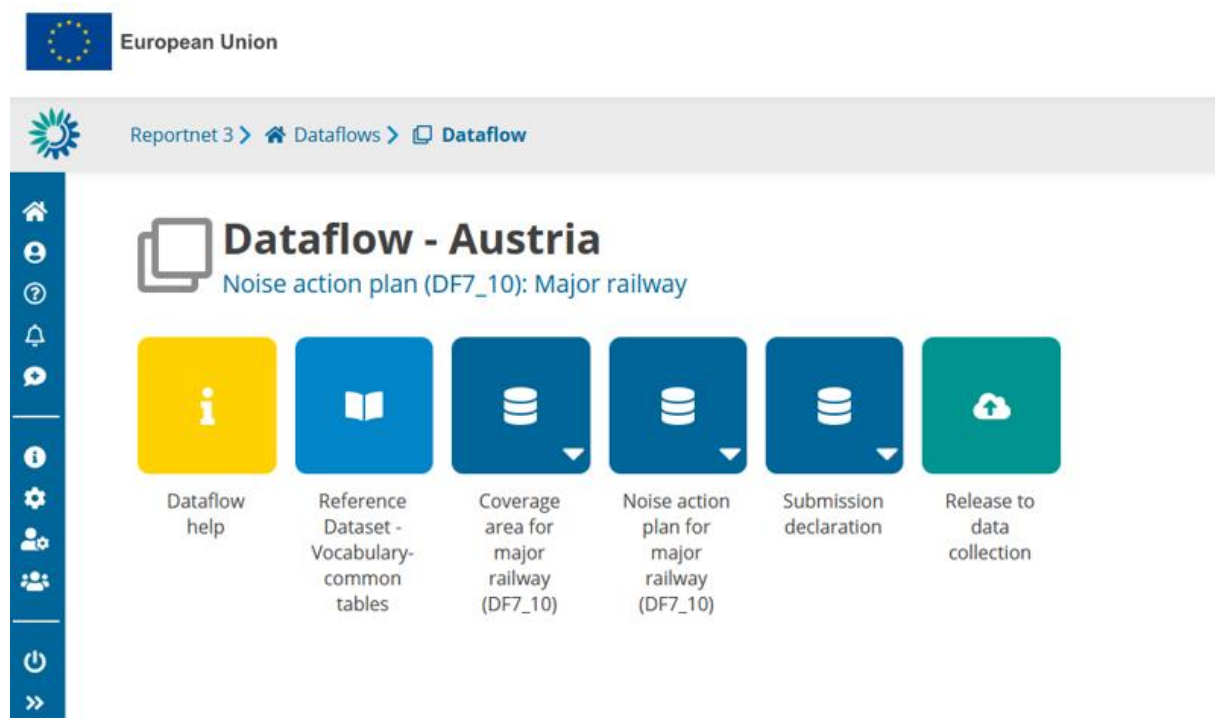 European Union
Reportnet 3 > Dataflows > Dataflow
Dataflow - Austria
Noise action plan (DF7_10): Major railway
Dataflow
help
Reference
Dataset -
Vocabulary-
common
tables
Coverage
area for
major
railway
(DF7_10)
Noise action
plan for
major
railway
(DF7_10)
Submission
declaration
Release to
data
collection